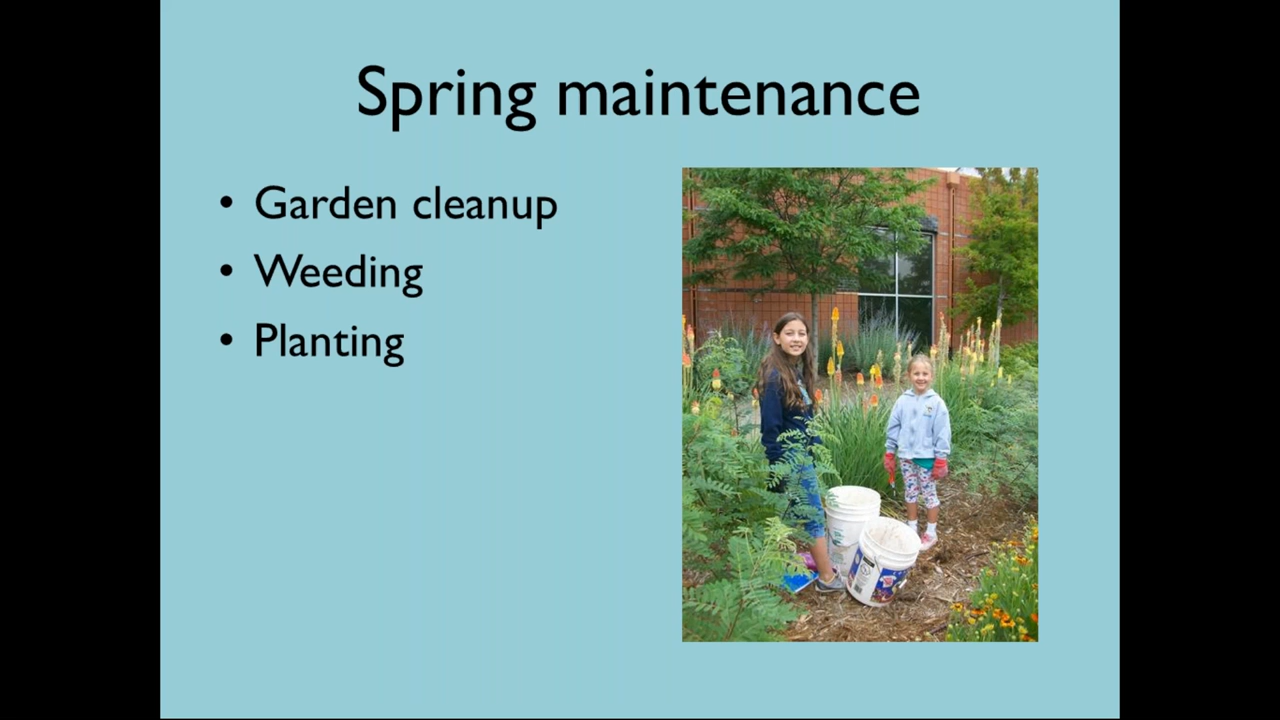 Spring maintenance
• Garden cleanup
• Weeding
• Planting